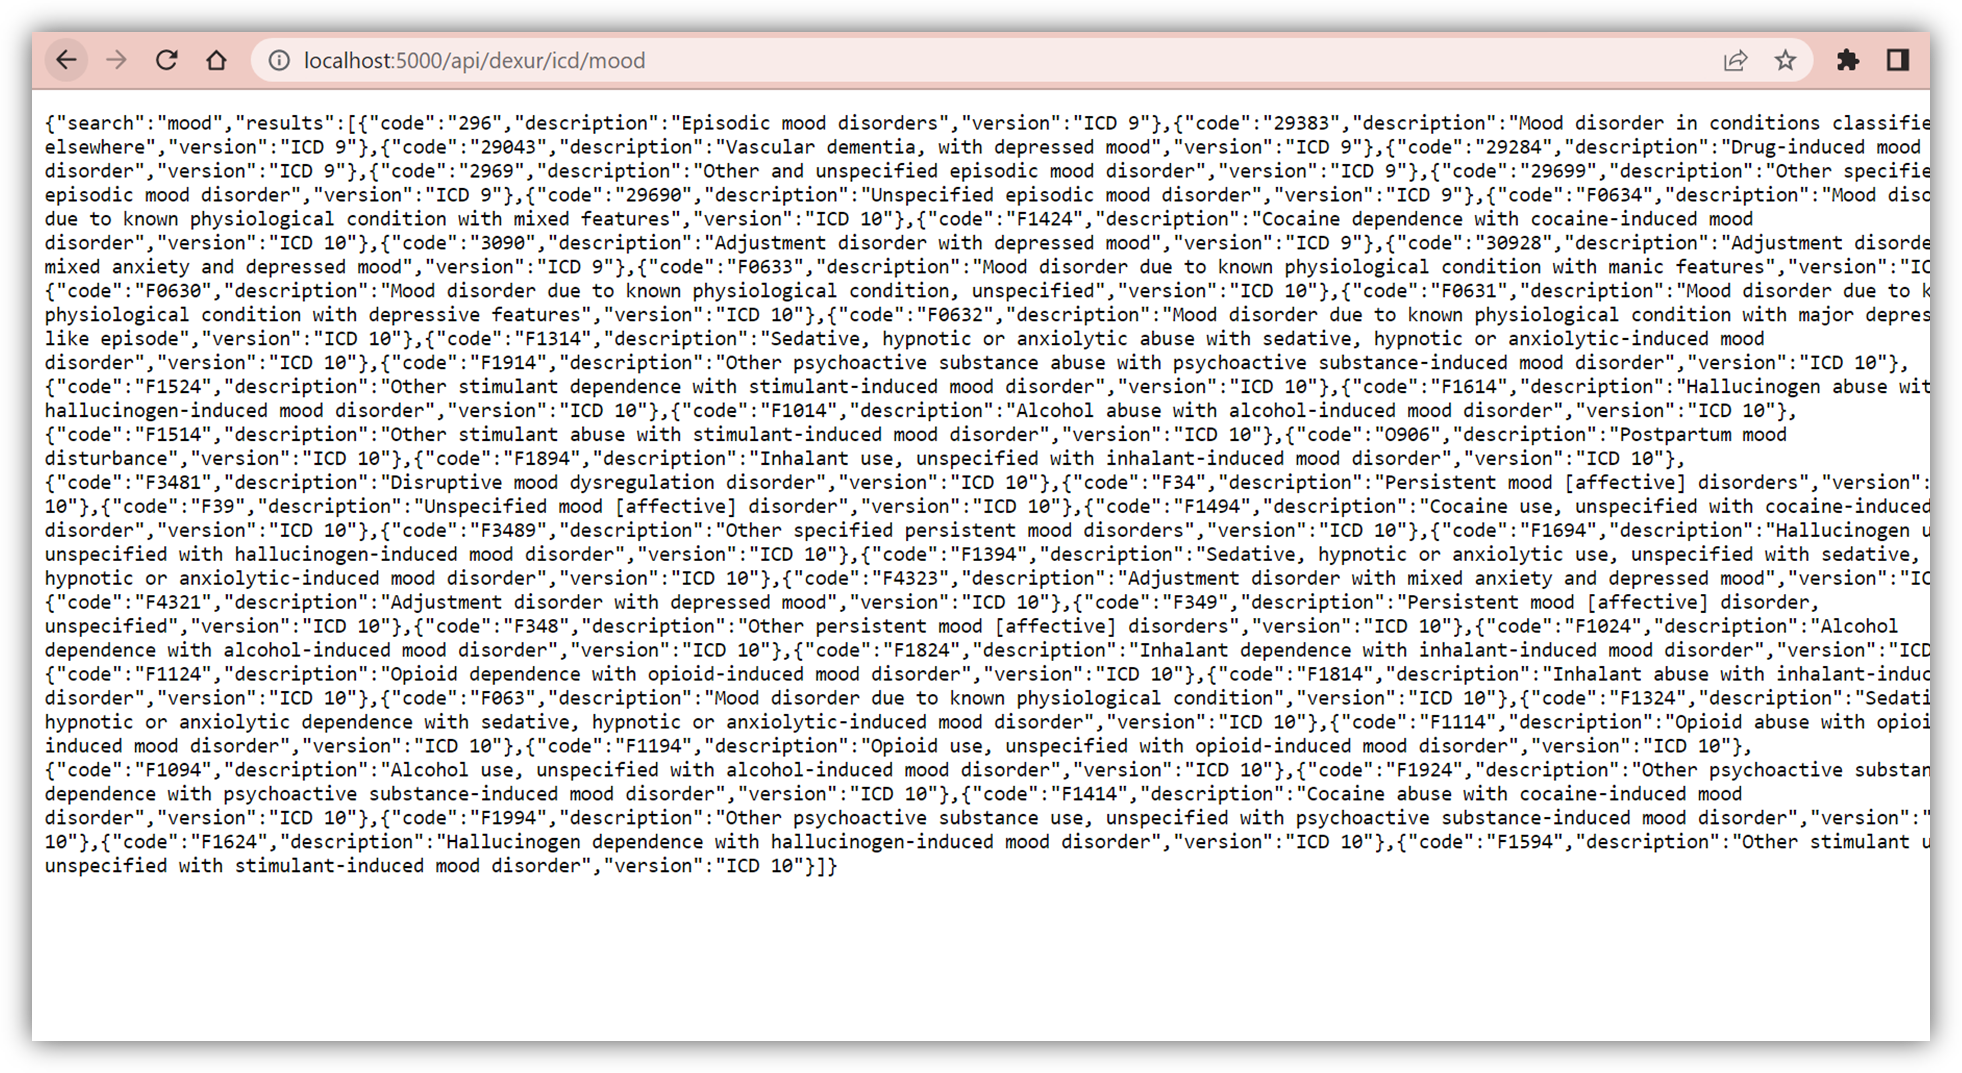 localhost:5000/api/dexur/icd/mood
{"search":"mood","results":[{"code":"296","description":"Episodic mood disorders","version":"ICD 9"},{"code":"29383","description":"Mood disorder in conditions classifie
elsewhere","version":"ICD 9"},{"code":"29043","description":"Vascular dementia, with depressed mood","version":"ICD 9"},{"code":"29284","description":"Drug-induced mood
disorder","version":"ICD 9"},{"code":"2969","description":"Other and unspecified episodic mood disorder","version":"ICD 9"},{"code":"29699","description":"Other specifie
episodic mood disorder","version":"ICD 9"},{"code":"29690","description":"Unspecified episodic mood disorder","version":"ICD 9"},{"code":"F0634","description":"Mood diso
due to known physiological condition with mixed features","version":"ICD 10"},{"code":"F1424","description":"Cocaine dependence with cocaine-induced mood
disorder","version":"ICD 10"},{"code":"3090","description":"Adjustment disorder with depressed mood","version":"ICD 9"},{"code":"30928","description":"Adjustment disorde
mixed anxiety and depressed mood","version":"ICD 9"},{"code":"F0633","description":"Mood disorder due to known physiological condition with manic features","version":"IC
{"code":"F0630","description":"Mood disorder due to known physiological condition, unspecified","version":"ICD 10"},{"code":"F0631","description":"Mood disorder due to k
physiological condition with depressive features","version":"ICD 10"},{"code":"F0632","description":"Mood disorder due to known physiological condition with major depres
like episode","version":"ICD 10"},{"code":"F1314","description":"Sedative, hypnotic or anxiolytic abuse with sedative, hypnotic or anxiolytic-induced mood
disorder","version":"ICD 10"},{"code":"F1914","description":"Other psychoactive substance abuse with psychoactive substance-induced mood disorder","version":"ICD 10"},
{"code":"F1524","description":"Other stimulant dependence with stimulant-induced mood disorder","version":"ICD 10"},{"code":"F1614","description":"Hallucinogen abuse wit
hallucinogen-induced mood disorder","version":"ICD 10"},{"code":"F1014","description":"Alcohol abuse with alcohol-induced mood disorder","version":"ICD 10"},
{"code":"F1514","description":"Other stimulant abuse with stimulant-induced mood disorder","version":"ICD 10"},{"code":"O906","description":"Postpartum mood
disturbance","version":"ICD 10"},{"code":"F1894","description":"Inhalant use, unspecified with inhalant-induced mood disorder","version":"ICD 10"},
{"code":"F3481","description":"Disruptive mood dysregulation disorder","version":"ICD 10"},{"code":"F34","description":"Persistent mood [affective] disorders","version":
10"},{"code":"F39","description":"Unspecified mood [affective] disorder","version":"ICD 10"},{"code":"F1494","description":"Cocaine use, unspecified with cocaine-induced
disorder","version":"ICD 10"},{"code":"F3489","description":"Other specified persistent mood disorders","version":"ICD 10"},{"code":"F1694","description":"Hallucinogen u
unspecified with hallucinogen-induced mood disorder","version":"ICD 10"},{"code":"F1394","description":"Sedative, hypnotic or anxiolytic use, unspecified with sedative,
hypnotic or anxiolytic-induced mood disorder","version":"ICD 10"},{"code":"F4323","description":"Adjustment disorder with mixed anxiety and depressed mood","version":"IC
{"code":"F4321","description":"Adjustment disorder with depressed mood","version":"ICD 10"},{"code":"F349","description":"Persistent mood [affective] disorder,
unspecified","version":"ICD 10"},{"code":"F348","description":"Other persistent mood [affective] disorders","version":"ICD 10"},{"code":"F1024","description":"Alcohol
dependence with alcohol-induced mood disorder","version":"ICD 10"},{"code":"F1824","description":"Inhalant dependence with inhalant-induced mood disorder","version":"ICD
{"code":"F1124","description":"Opioid dependence with opioid-induced mood disorder","version":"ICD 10"},{"code":"F1814","description":"Inhalant abuse with inhalant-induc
disorder","version":"ICD 10"},{"code":"F063","description":"Mood disorder due to known physiological condition","version":"ICD 10"},{"code":"F1324","description":"Sedati
hypnotic or anxiolytic dependence with sedative, hypnotic or anxiolytic-induced mood disorder","version":"ICD 10"},{"code":"F1114","description":"Opioid abuse with opioi
induced mood disorder","version":"ICD 10"},{"code":"F1194","description":"Opioid use, unspecified with opioid-induced mood disorder","version":"ICD 10"},
{"code":"F1094","description":"Alcohol use, unspecified with alcohol-induced mood disorder","version":"ICD 10"},{"code":"F1924","description":"Other psychoactive substan
dependence with psychoactive substance-induced mood disorder","version":"ICD 10"},{"code":"F1414","description":"Cocaine abuse with cocaine-induced mood
disorder","version":"ICD 10"},{"code":"F1994","description":"Other psychoactive substance use, unspecified with psychoactive substance-induced mood disorder","version":"
10"},{"code":"F1624","description":"Hallucinogen dependence with hallucinogen-induced mood disorder","version":"ICD 10"},{"code":"F1594","description":"Other stimulant u
unspecified with stimulant-induced mood disorder","version":"ICD 10"}]}